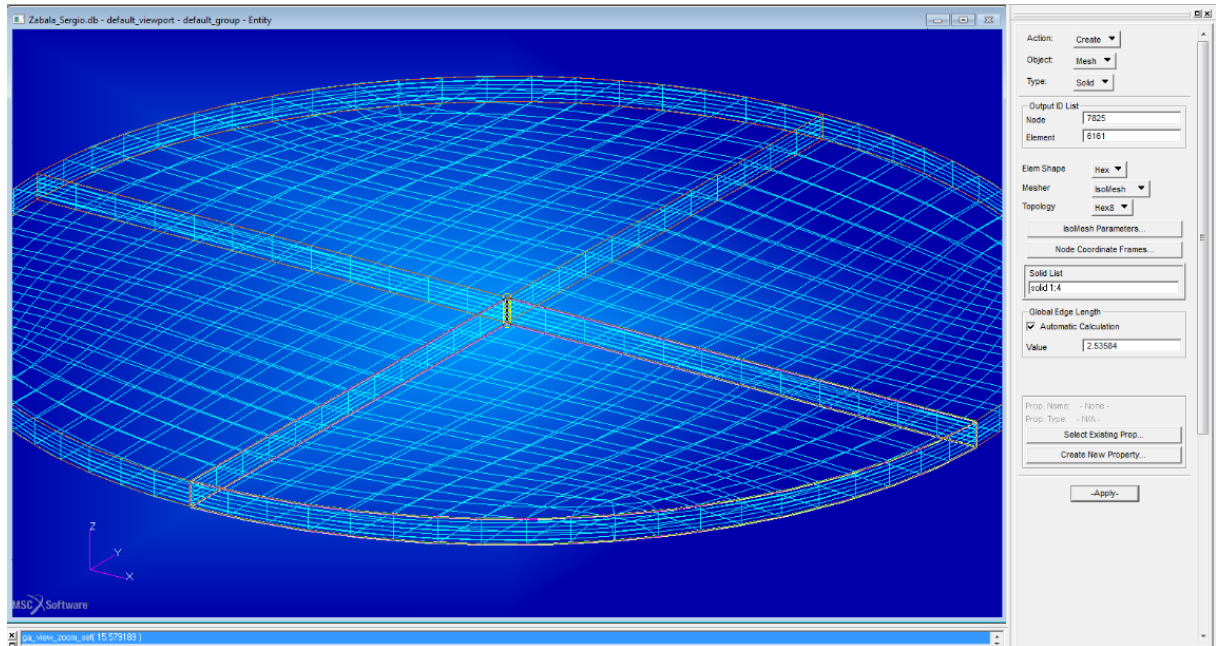 Zabala_Sergio.db - default_viewport - default_group - Entity
Z
Y
X
MSC Software
ga_view_zoom_set( 15.579189 )
Action: Create
Object: Mesh
Type: Solid
Output ID List
Node 7825
Element 6161
Elem Shape Hex
Mesher IsoMesh
Topology Hex8
IsoMesh Parameters...
Node Coordinate Frames...
Solid List
solid 1:4
Global Edge Length
Automatic Calculation
Value 2.53584
Prop. Name: - None -
Prop. Type: - N/A -
Select Existing Prop...
Create New Property...
-Apply-